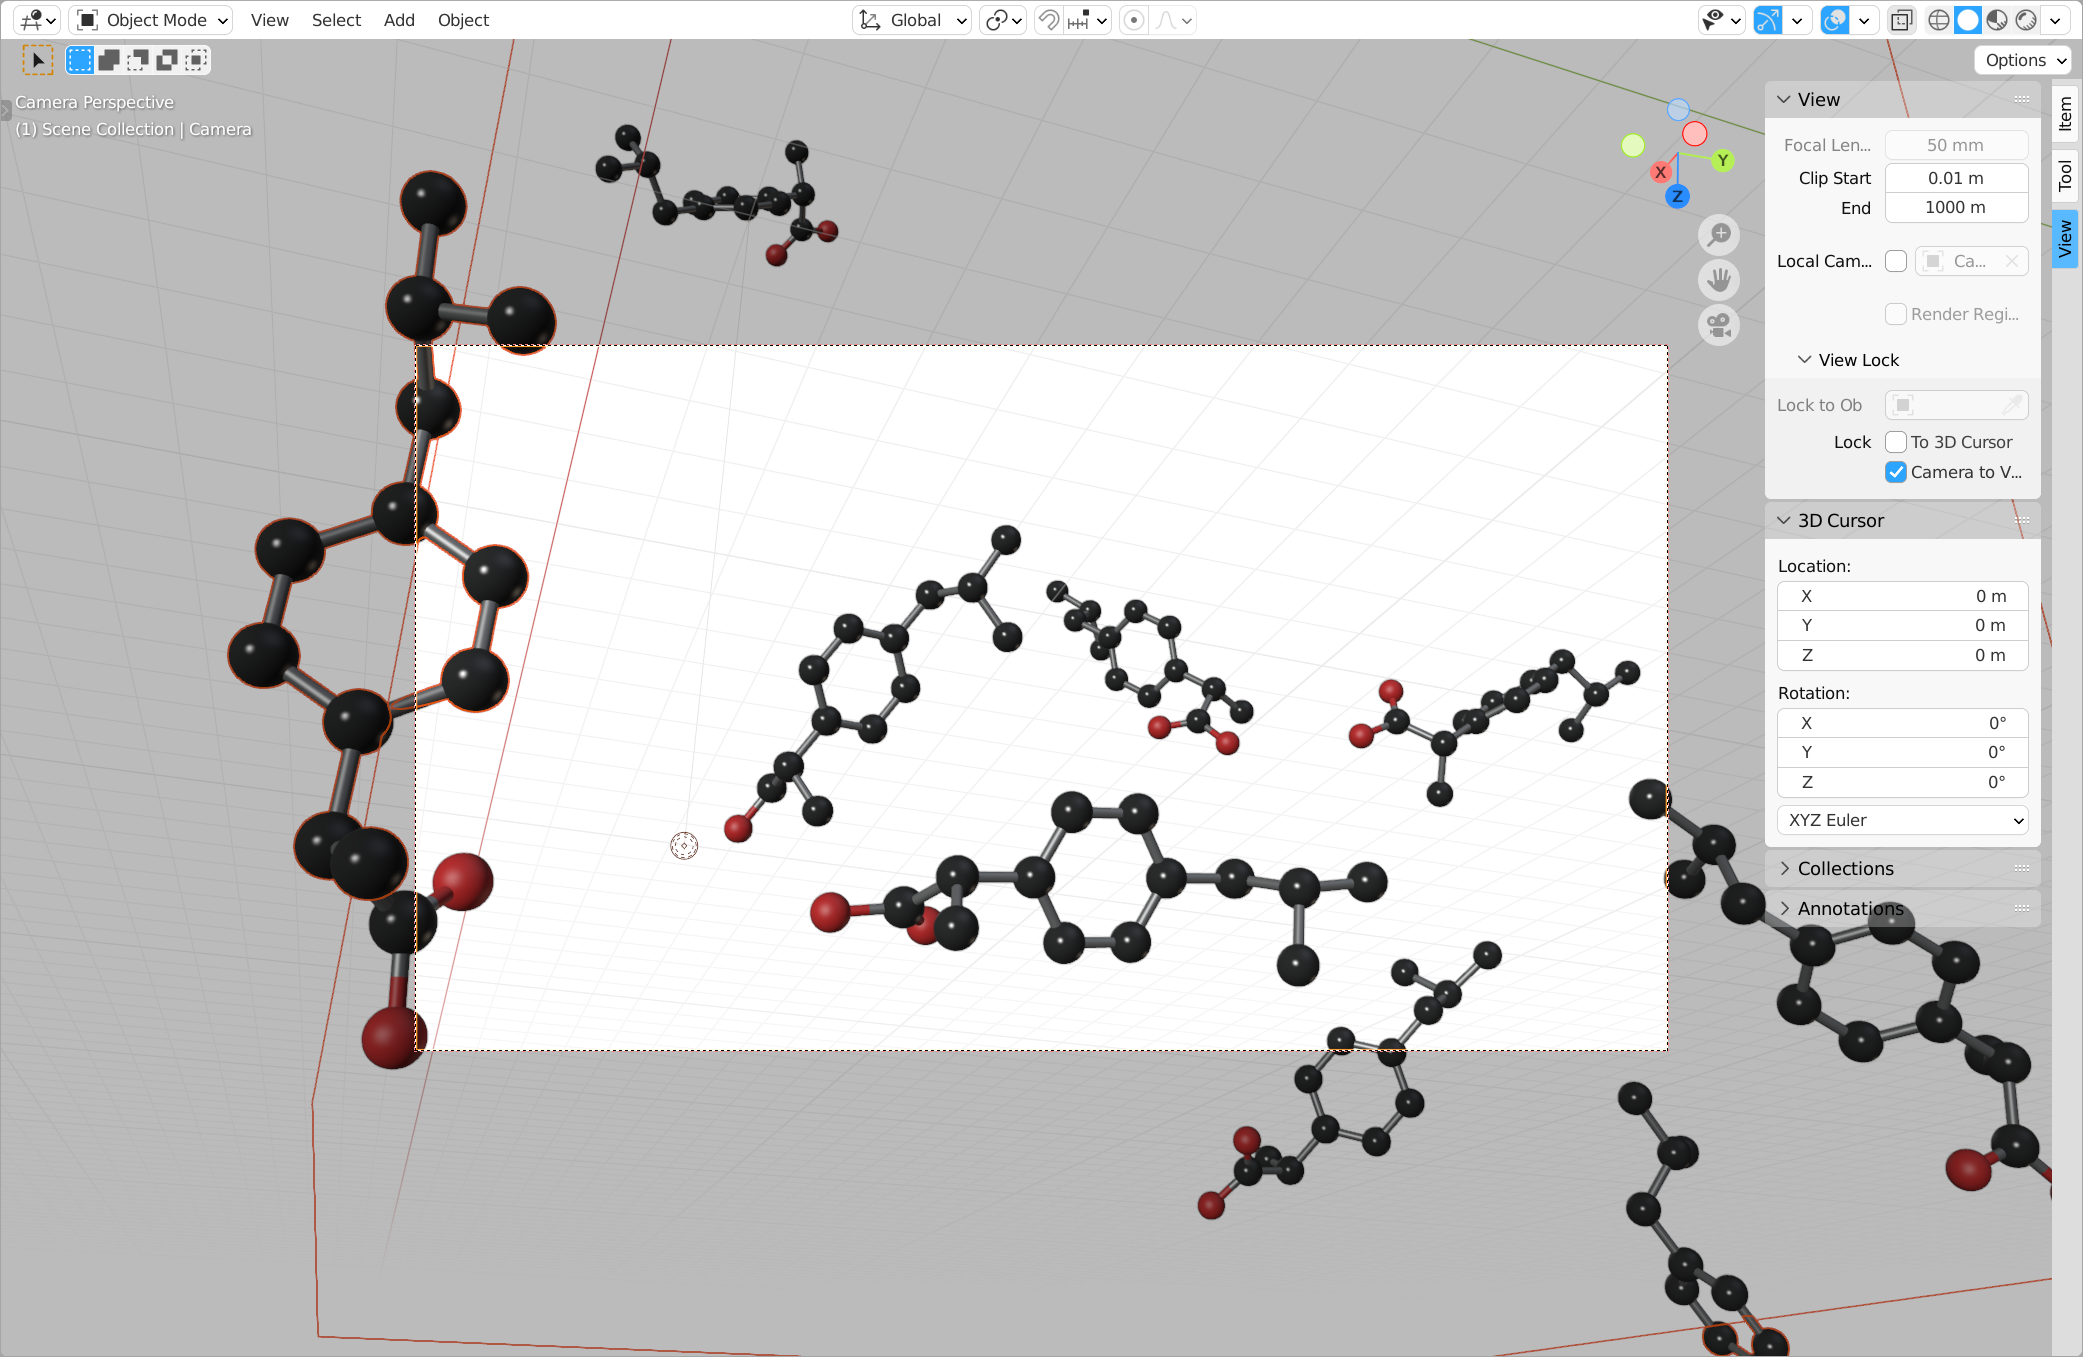 Object Mode View Select Add Object Global
Options
Camera Perspective
(1) Scene Collection | Camera
X Y Z
View
Focal Len... 50 mm
Clip Start 0.01 m
End 1000 m
Local Cam... Ca...
Render Regi...
View Lock
Lock to Ob
Lock To 3D Cursor
Camera to V...
3D Cursor
Location:
X 0 m
Y 0 m
Z 0 m
Rotation:
X 0°
Y 0°
Z 0°
XYZ Euler
Collections
Annotations
Item
Tool
View